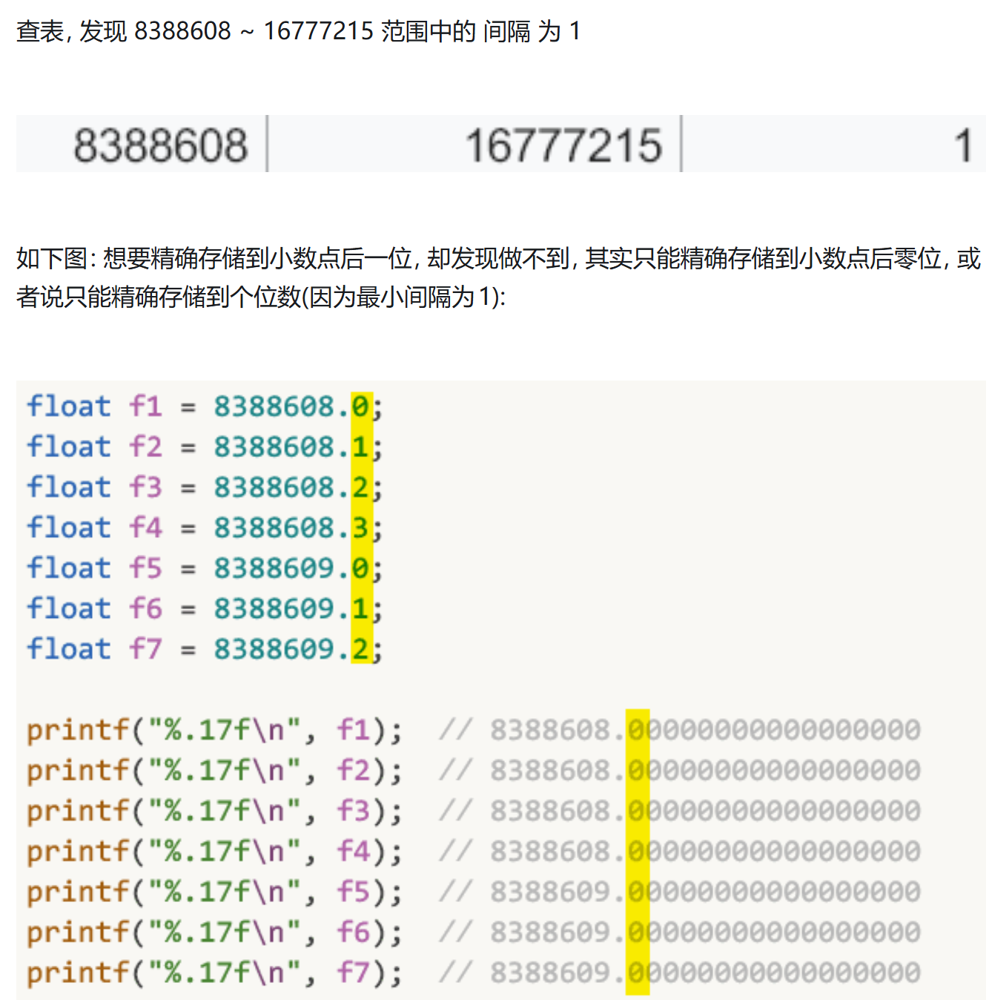 查表, 发现 8388608 ~ 16777215 范围中的 间隔 为 1
8388608 16777215 1
如下图: 想要精确存储到小数点后一位, 却发现做不到, 其实只能精确存储到小数点后零位, 或
者说只能精确存储到个位数(因为最小间隔为1):
float f1 = 8388608.0;
float f2 = 8388608.1;
float f3 = 8388608.2;
float f4 = 8388608.3;
float f5 = 8388609.0;
float f6 = 8388609.1;
float f7 = 8388609.2;
printf("%.17f\n", f1); // 8388608.00000000000000000
printf("%.17f\n", f2); // 8388608.00000000000000000
printf("%.17f\n", f3); // 8388608.00000000000000000
printf("%.17f\n", f4); // 8388608.00000000000000000
printf("%.17f\n", f5); // 8388609.00000000000000000
printf("%.17f\n", f6); // 8388609.00000000000000000
printf("%.17f\n", f7); // 8388609.00000000000000000